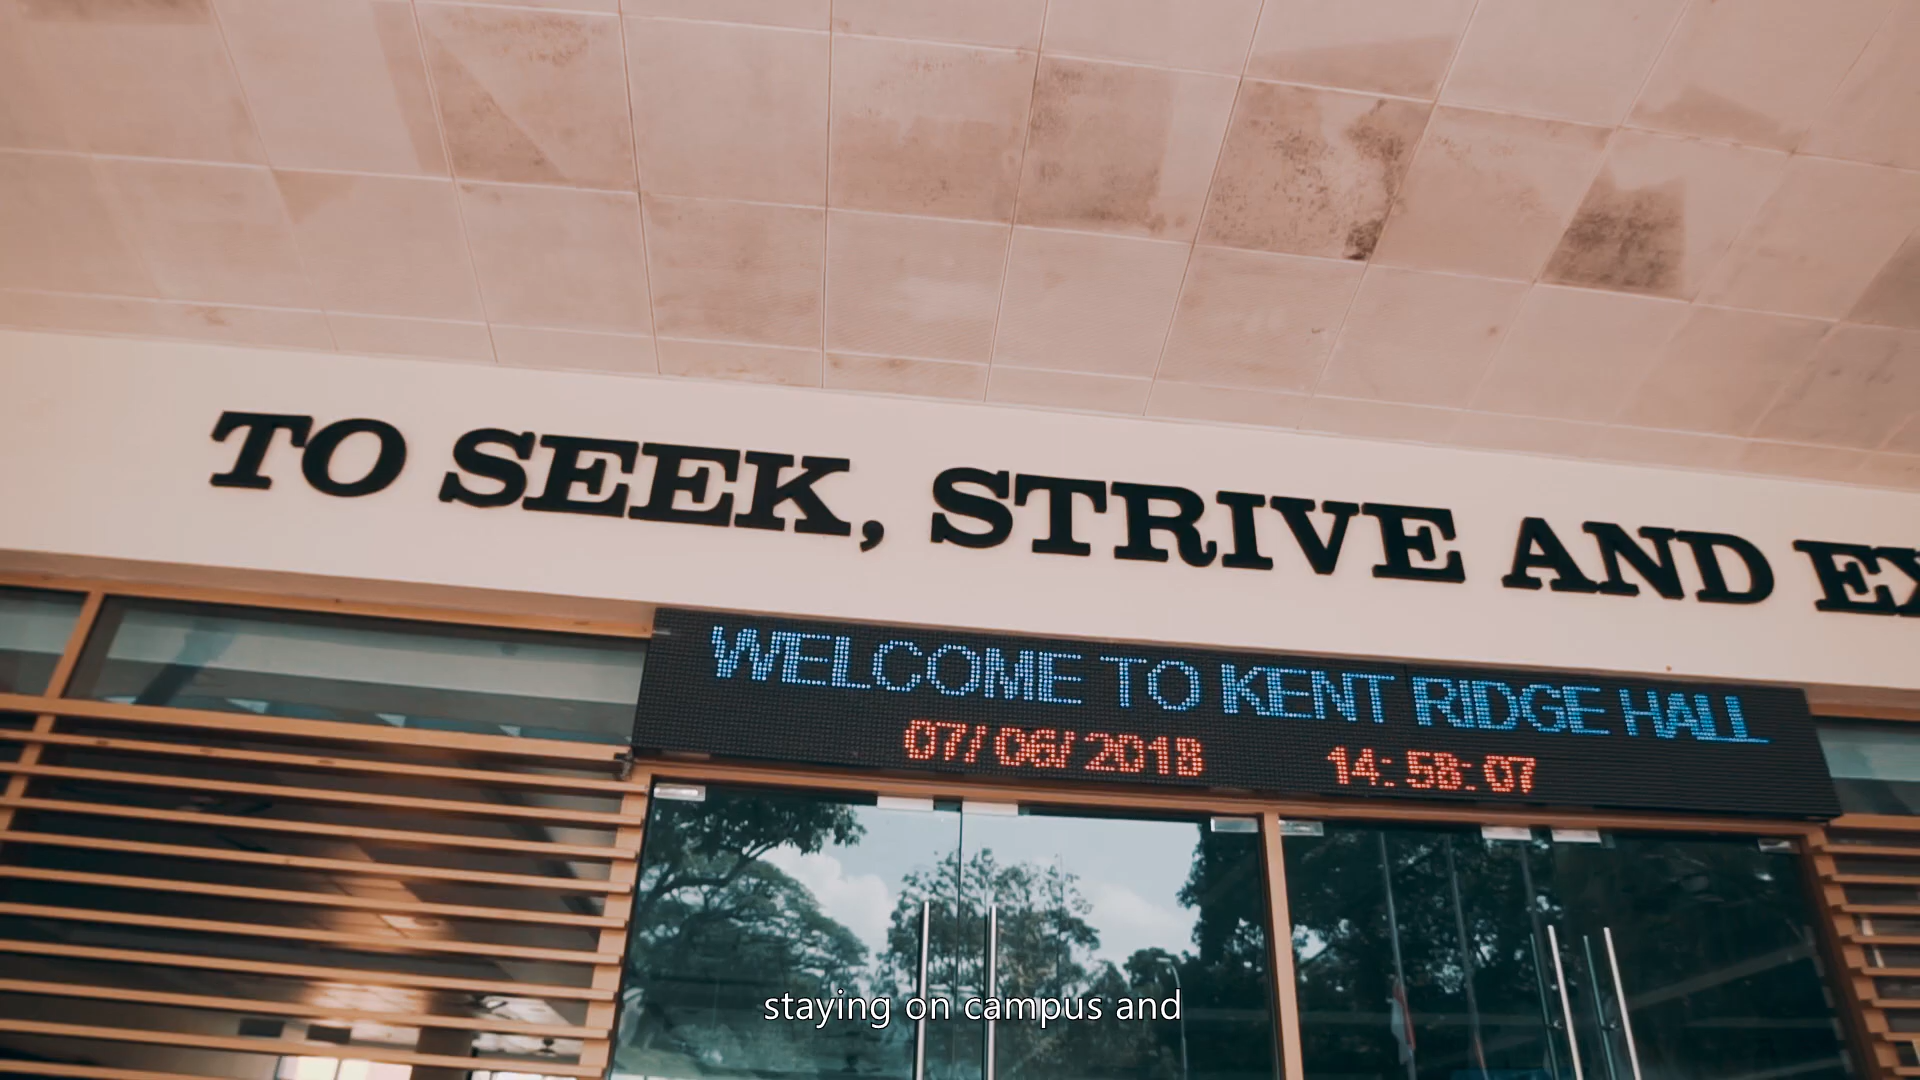 TO SEEK, STRIVE AND EX
WELCOME TO KENT RIDGE HALL
07/06/2018 14:58:07
staying on campus and